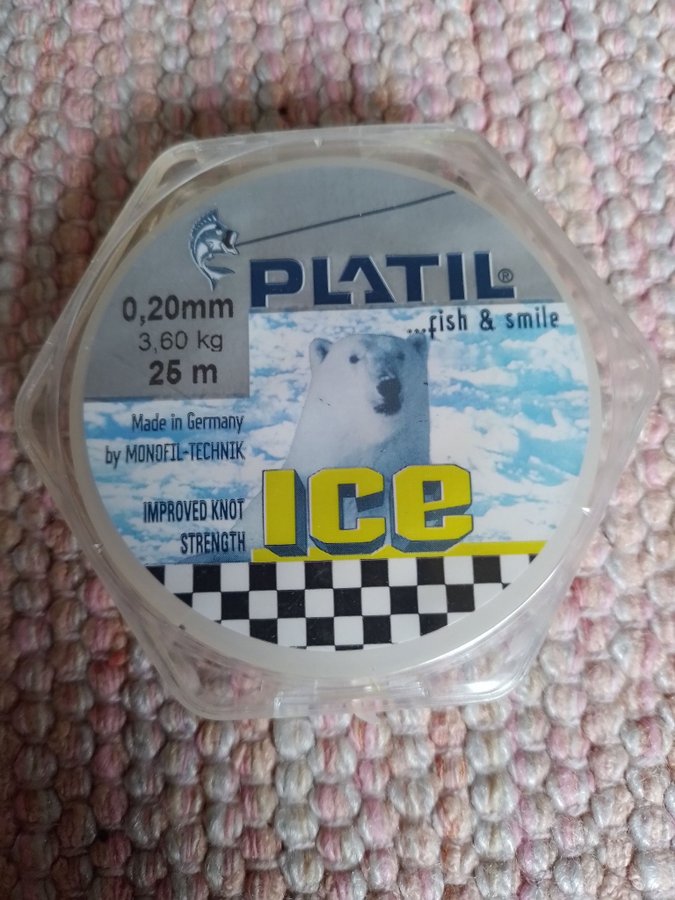 PLATIL®
...fish & smile
0,20mm
3,60 kg
25 m
Made in Germany
by MONOFIL-TECHNIK
IMPROVED KNOT
STRENGTH
ICe